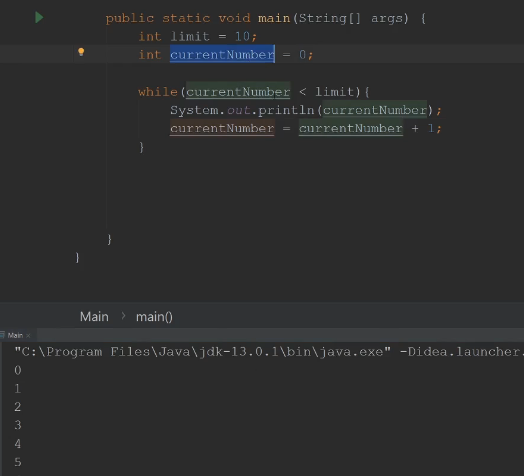 public static void main(String[] args) {
int limit = 10;
int currentNumber = 0;
while(currentNumber < limit){
System.out.println(currentNumber);
currentNumber = currentNumber + 1;
}
}
}
Main › main()
Main ×
"C:\Program Files\Java\jdk-13.0.1\bin\java.exe" -Didea.launcher.
0
1
2
3
4
5